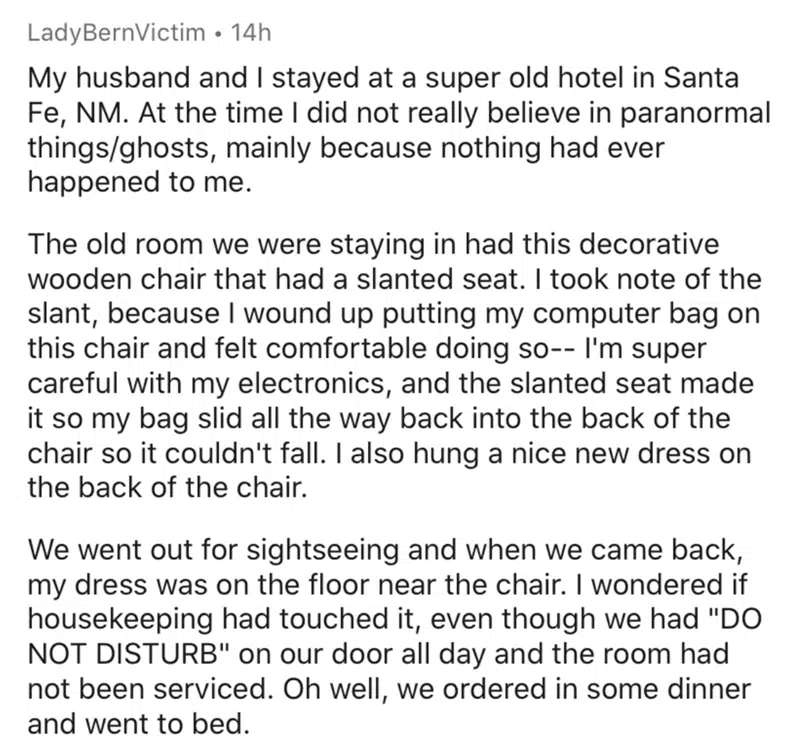 LadyBernVictim • 14h
My husband and I stayed at a super old hotel in Santa
Fe, NM. At the time I did not really believe in paranormal
things/ghosts, mainly because nothing had ever
happened to me.
The old room we were staying in had this decorative
wooden chair that had a slanted seat. I took note of the
slant, because I wound up putting my computer bag on
this chair and felt comfortable doing so-- I'm super
careful with my electronics, and the slanted seat made
it so my bag slid all the way back into the back of the
chair so it couldn't fall. I also hung a nice new dress on
the back of the chair.
We went out for sightseeing and when we came back,
my dress was on the floor near the chair. I wondered if
housekeeping had touched it, even though we had "DO
NOT DISTURB" on our door all day and the room had
not been serviced. Oh well, we ordered in some dinner
and went to bed.